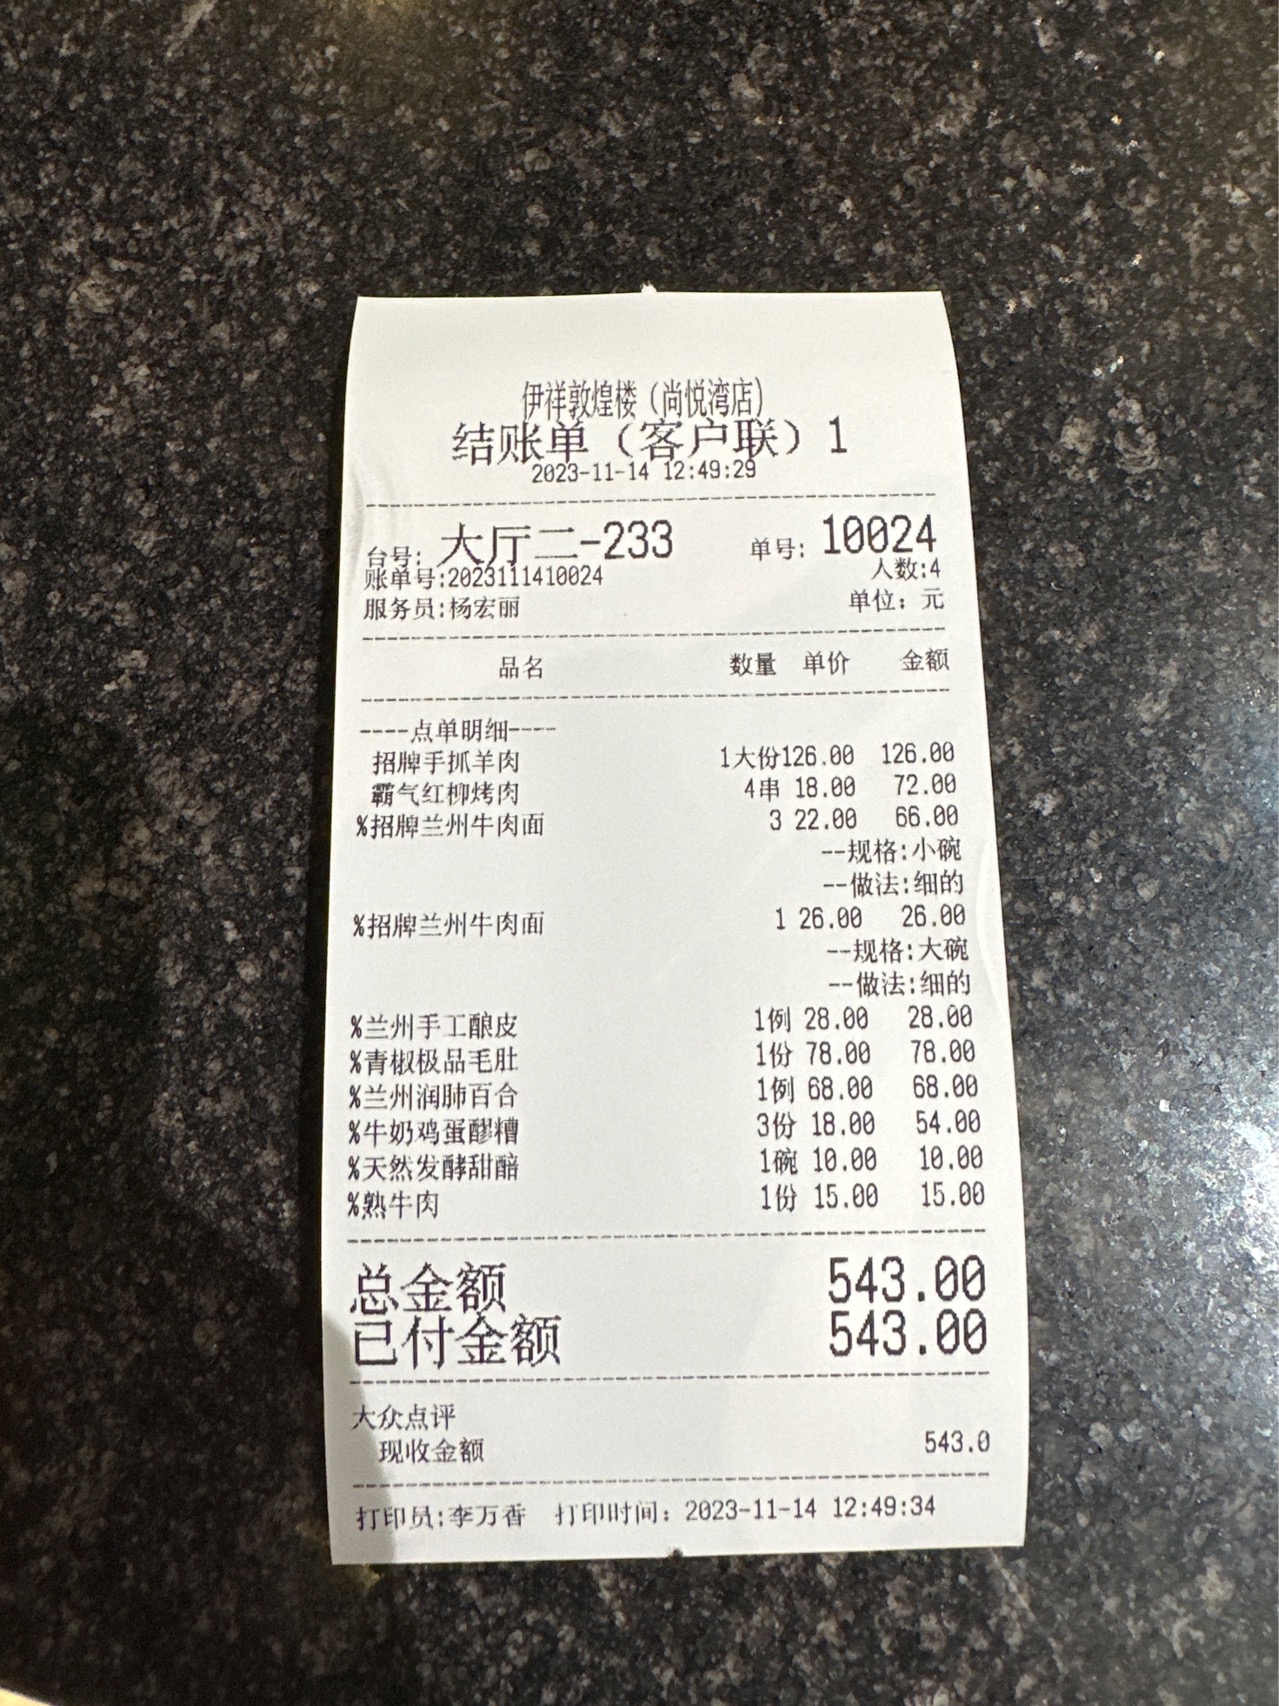 伊祥敦煌楼（尚悦湾店）
结账单（客户联）1
2023-11-14 12:49:29
台号: 大厅二-233 单号: 10024
账单号:2023111410024 人数:4
服务员:杨宏丽 单位: 元
品名 数量 单价 金额
----点单明细----
招牌手抓羊肉 1大份126.00 126.00
霸气红柳烤肉 4串 18.00 72.00
%招牌兰州牛肉面 3 22.00 66.00
--规格:小碗
--做法:细的
%招牌兰州牛肉面 1 26.00 26.00
--规格:大碗
--做法:细的
%兰州手工酿皮 1例 28.00 28.00
%青椒极品毛肚 1份 78.00 78.00
%兰州润肺百合 1例 68.00 68.00
%牛奶鸡蛋醪糟 3份 18.00 54.00
%天然发酵甜醅 1碗 10.00 10.00
%熟牛肉 1份 15.00 15.00
总金额 543.00
已付金额 543.00
大众点评
现收金额 543.0
打印员:李万香 打印时间: 2023-11-14 12:49:34